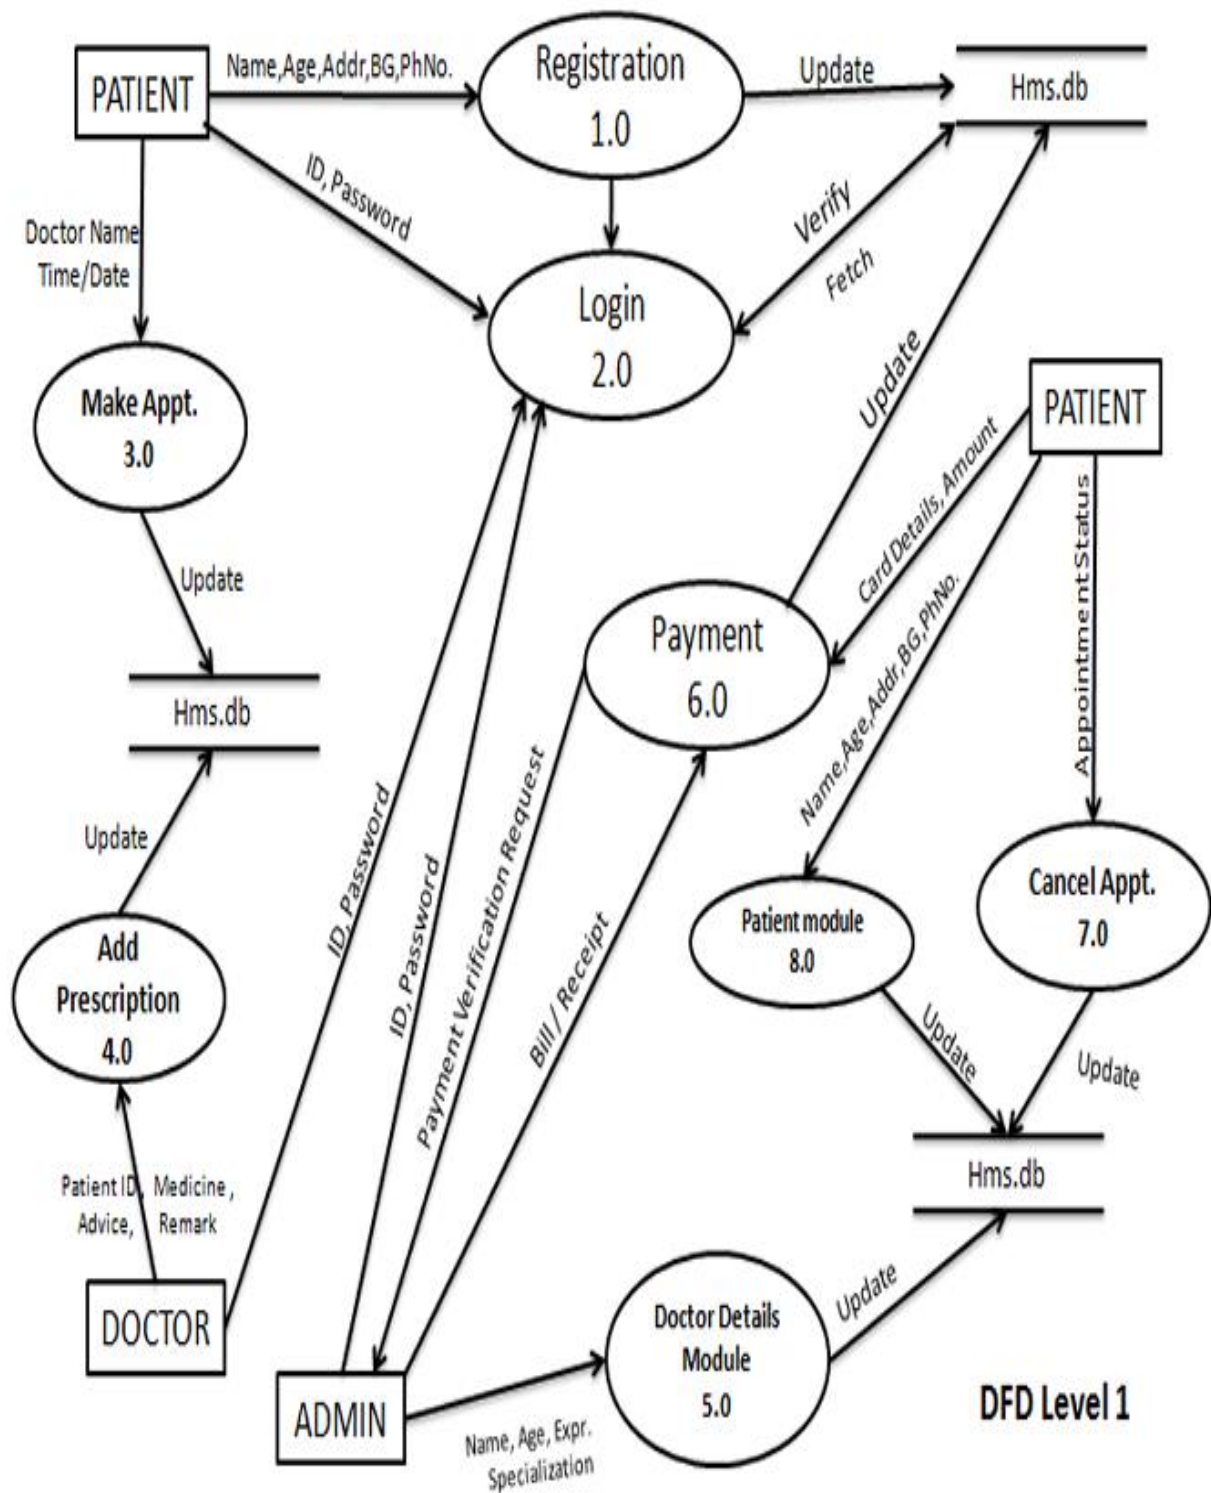 Name,Age,Addr,BG,PhNo.
Registration
1.0
Update
Hms.db
PATIENT
ID, Password
Doctor Name
Time/Date
Verify
Fetch
Login
2.0
Update
Make Appt.
3.0
PATIENT
Card Details, Amount
AppointmentStatus
Name,Age,Addr,BG,PhNo.
Update
Payment
6.0
Hms.db
Update
ID, Password
ID, Password
Payment Verification Request
Bill / Receipt
Patient module
8.0
Cancel Appt.
7.0
Add
Prescription
4.0
Update
Update
Patient ID, Medicine,
Advice, Remark
Hms.db
DOCTOR
ADMIN
Doctor Details
Module
5.0
Update
Name, Age, Expr.
Specialization
DFD Level 1